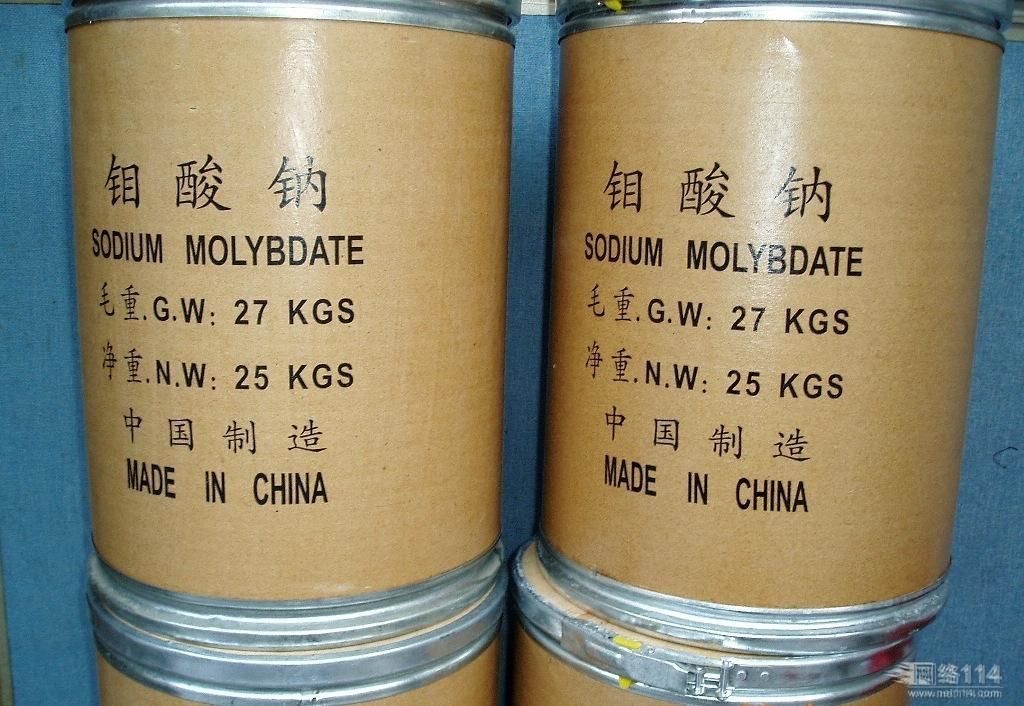 钼酸钠
SODIUM MOLYBDATE
毛重.G.W: 27 KGS
净重.N.W: 25 KGS
中国制造
MADE IN CHINA
钼酸钠
SODIUM MOLYBDATE
毛重.G.W: 27 KGS
净重.N.W: 25 KGS
中国制造
MADE IN CHINA
网络114